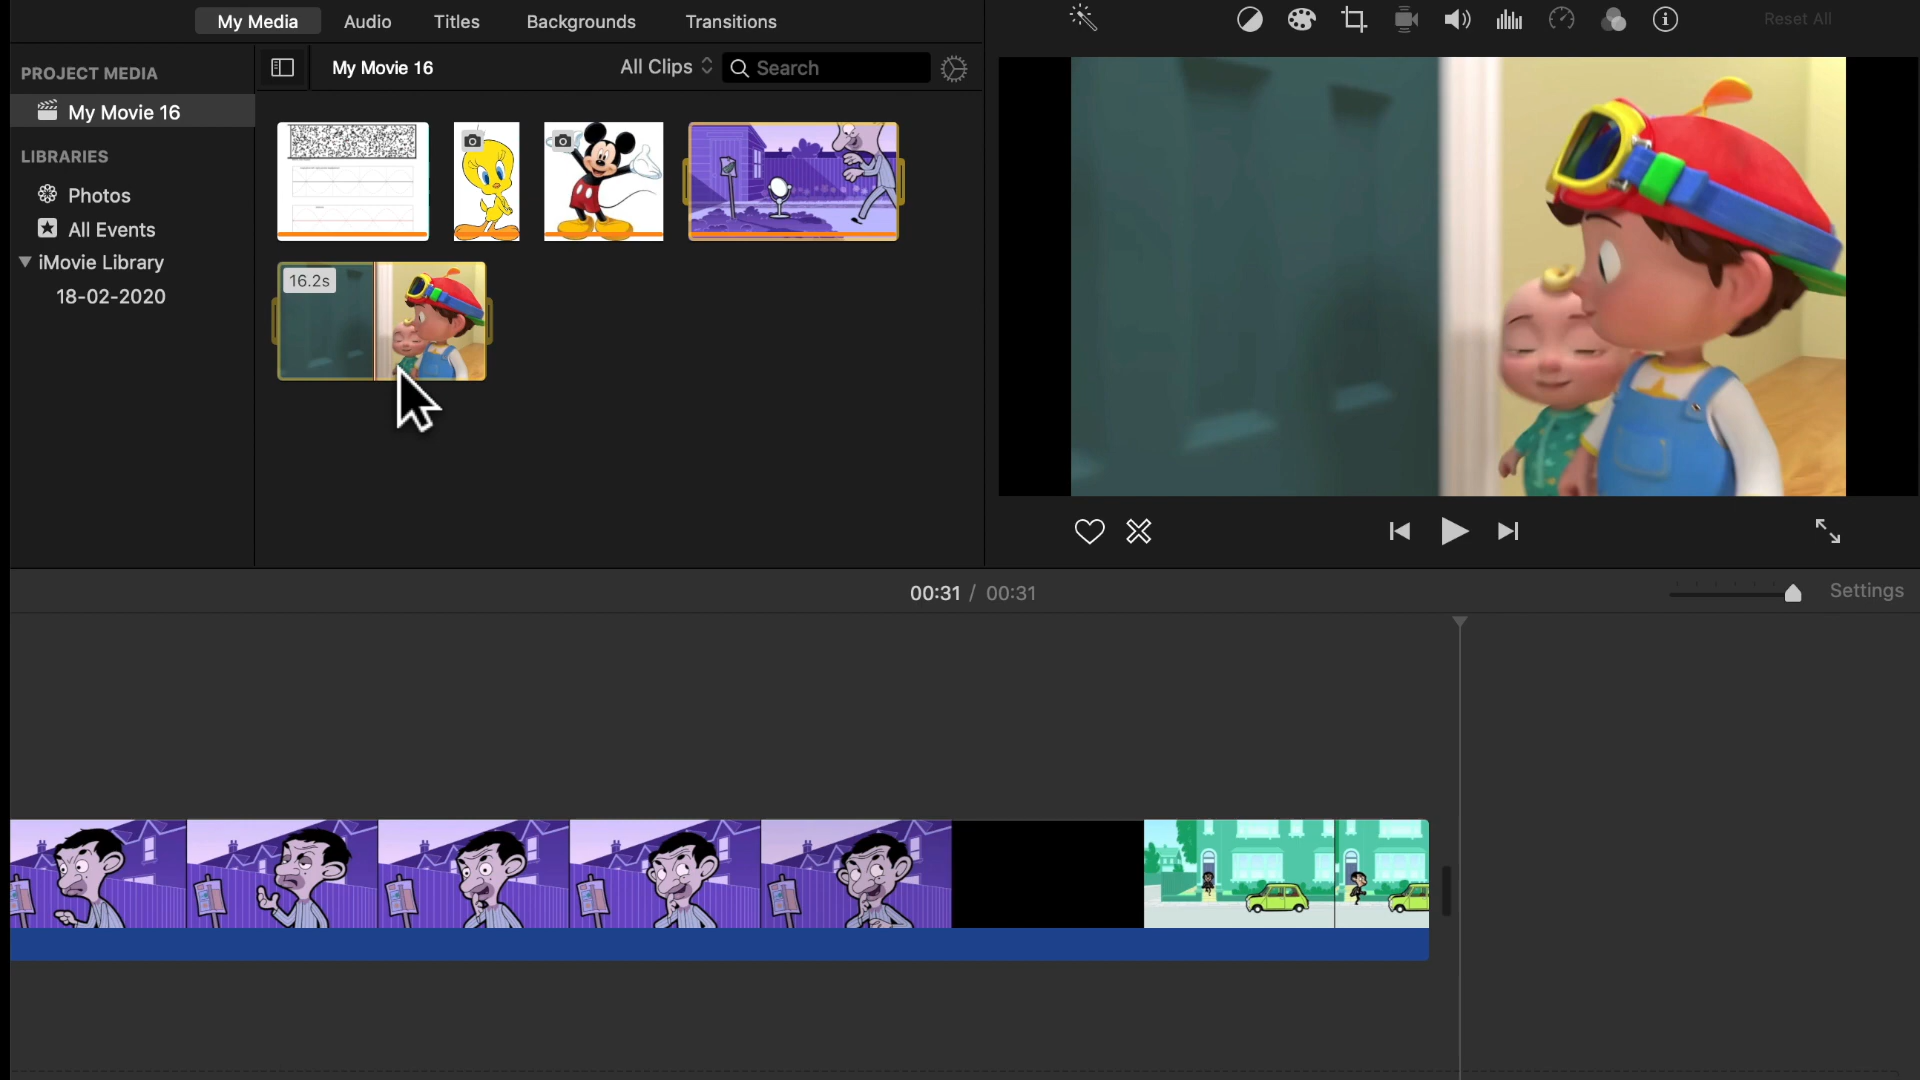 My Media Audio Titles Backgrounds Transitions
Reset All
PROJECT MEDIA
My Movie 16 All Clips Search
My Movie 16
LIBRARIES
Photos
All Events
iMovie Library
18-02-2020
16.2s
00:31 / 00:31
Settings